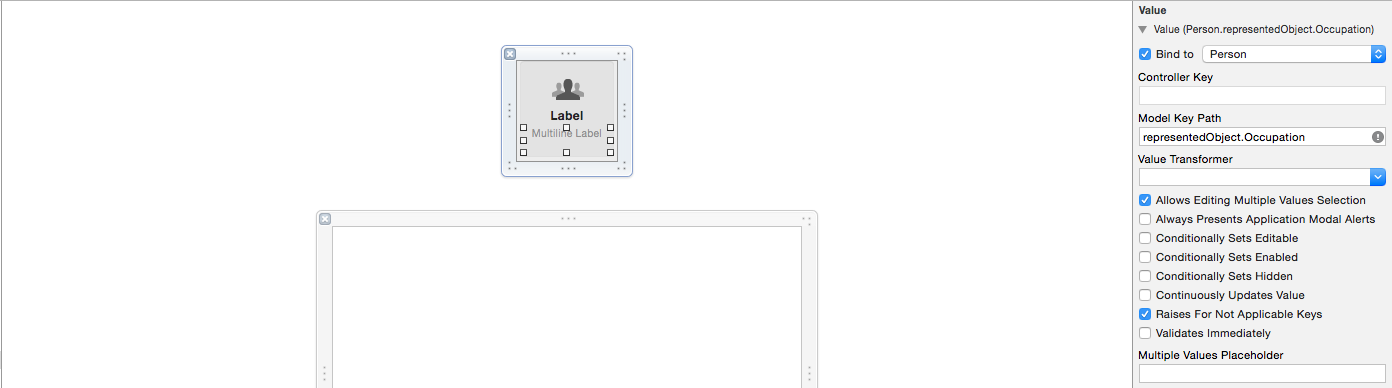 Label
Multiline Label
Value
Value (Person.representedObject.Occupation)
Bind to Person
Controller Key
Model Key Path
representedObject.Occupation
Value Transformer
Allows Editing Multiple Values Selection
Always Presents Application Modal Alerts
Conditionally Sets Editable
Conditionally Sets Enabled
Conditionally Sets Hidden
Continuously Updates Value
Raises For Not Applicable Keys
Validates Immediately
Multiple Values Placeholder